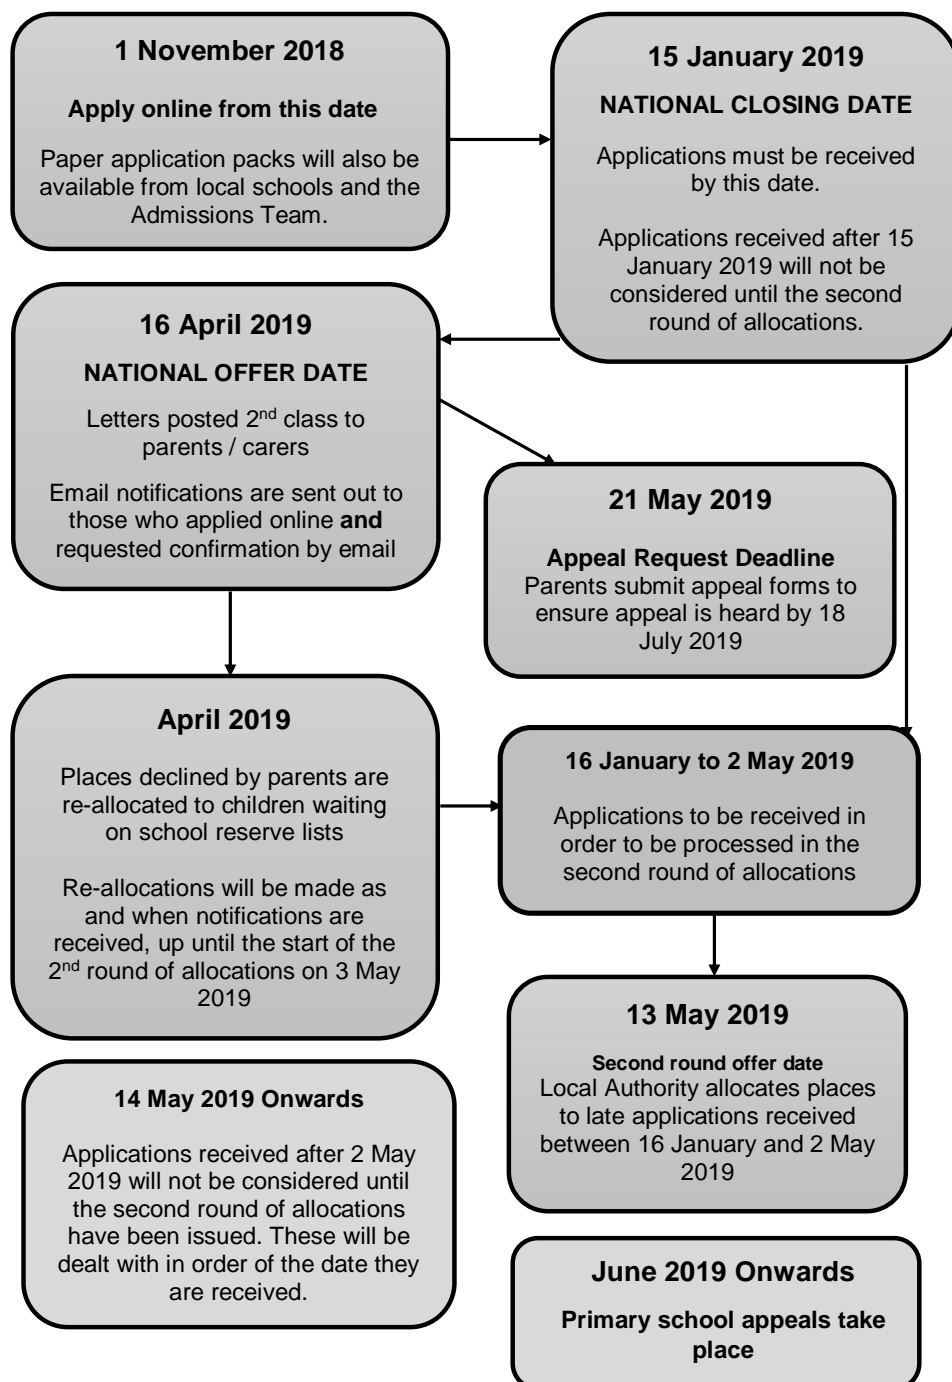 1 November 2018
Apply online from this date
Paper application packs will also be
available from local schools and the
Admissions Team.
15 January 2019
NATIONAL CLOSING DATE
Applications must be received
by this date.
Applications received after 15
January 2019 will not be
considered until the second
round of allocations.
16 April 2019
NATIONAL OFFER DATE
Letters posted 2nd class to
parents / carers
Email notifications are sent out to
those who applied online and
requested confirmation by email
21 May 2019
Appeal Request Deadline
Parents submit appeal forms to
ensure appeal is heard by 18
July 2019
April 2019
Places declined by parents are
re-allocated to children waiting
on school reserve lists
Re-allocations will be made as
and when notifications are
received, up until the start of the
2nd round of allocations on 3 May
2019
16 January to 2 May 2019
Applications to be received in
order to be processed in the
second round of allocations
13 May 2019
Second round offer date
Local Authority allocates places
to late applications received
between 16 January and 2 May
2019
14 May 2019 Onwards
Applications received after 2 May
2019 will not be considered until
the second round of allocations
have been issued. These will be
dealt with in order of the date they
are received.
June 2019 Onwards
Primary school appeals take
place